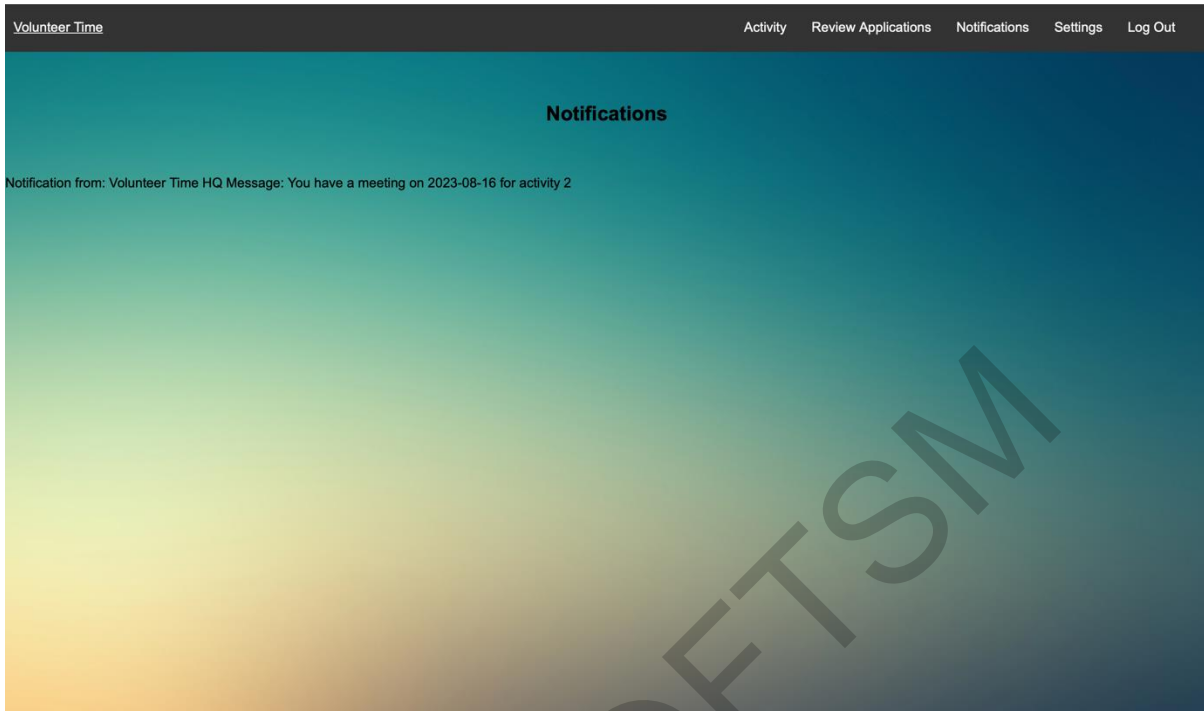 Volunteer Time Activity Review Applications Notifications Settings Log Out
Notifications
Notification from: Volunteer Time HQ Message: You have a meeting on 2023-08-16 for activity 2
FTSM